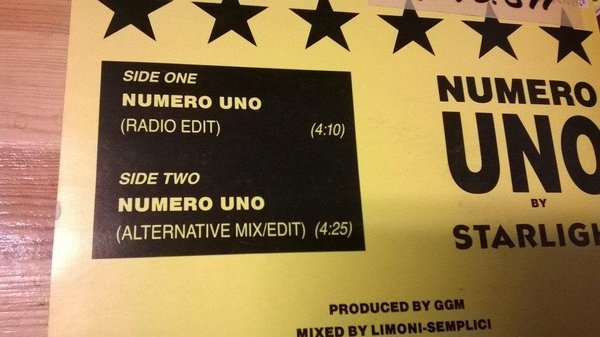 SIDE ONE
NUMERO UNO
(RADIO EDIT) (4:10)
SIDE TWO
NUMERO UNO
(ALTERNATIVE MIX/EDIT) (4:25)
NUMERO
UNO
BY
STARLIGH
PRODUCED BY GGM
MIXED BY LIMONI-SEMPLICI